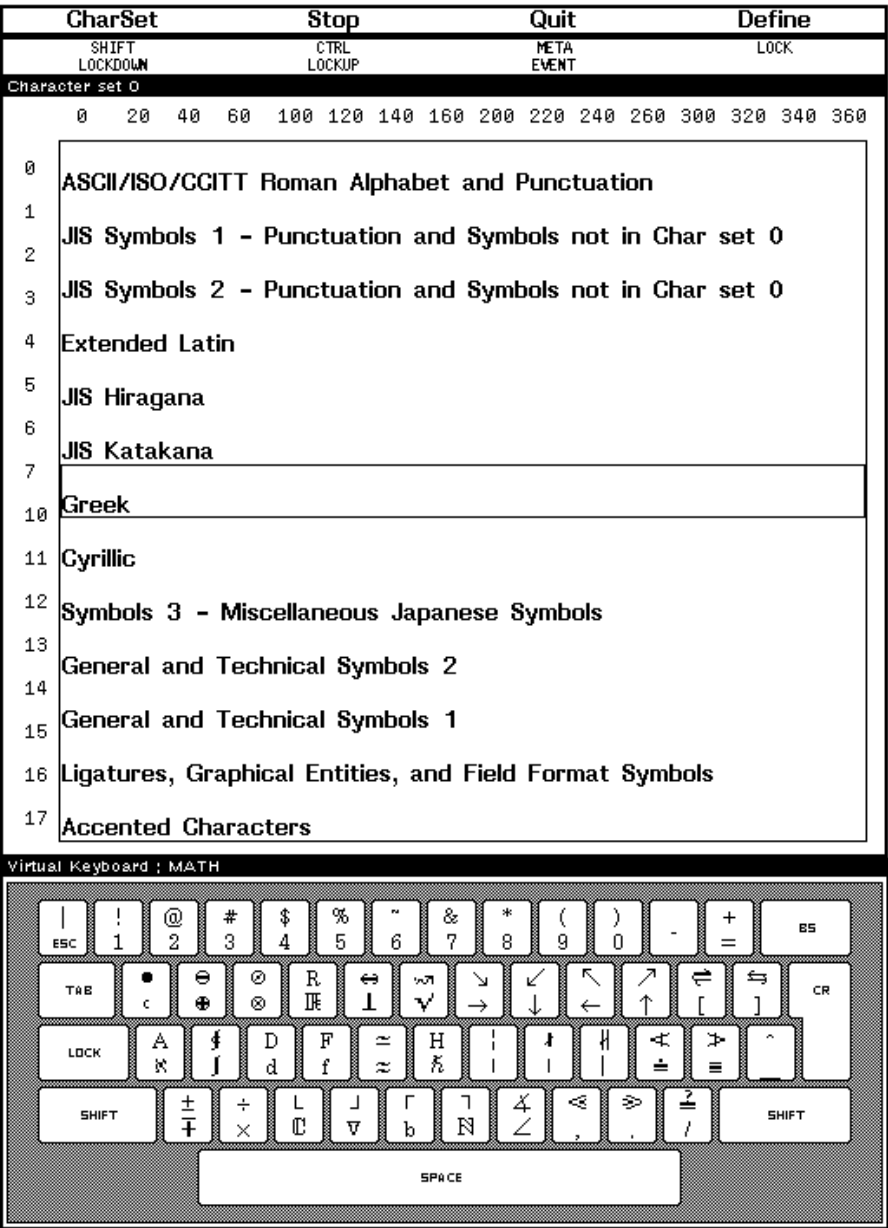 CharSet Stop Quit Define
SHIFT CTRL META LOCK
LOCKDOWN LOCKUP EVENT
Character set 0
0 20 40 60 100 120 140 160 200 220 240 260 300 320 340 360
0
ASCII/ISO/CCITT Roman Alphabet and Punctuation
1
JIS Symbols 1 - Punctuation and Symbols not in Char set 0
2
JIS Symbols 2 - Punctuation and Symbols not in Char set 0
3
4 Extended Latin
5
JIS Hiragana
6
JIS Katakana
7
Greek
10
11 Cyrillic
12 Symbols 3 - Miscellaneous Japanese Symbols
13
General and Technical Symbols 2
14
General and Technical Symbols 1
15
16 Ligatures, Graphical Entities, and Field Format Symbols
17 Accented Characters
Virtual Keyboard ; MATH
| ! @ # $ % ~ & * ( ) - +
ESC 1 2 3 4 5 6 7 8 9 0 = BS
TAB ● ⊖ ⊘ R ⇔ ↘ ↙ ↖ ↗ ⇌ ⇆ CR
c ⊕ ⊗ ⊥ √ → ↓ ← ↑ [ ]
LOCK A ∮ D F ≃ H ¦ ∦ ^
ℵ ∫ d f ≈ ℏ | | | ≐ ≡ _
SHIFT ± ÷ └ ┘ ┌ ┐ ∡ ⋚ ≟ SHIFT
∓ × ℂ ∇ b ℕ ∠ , . /
SPACE